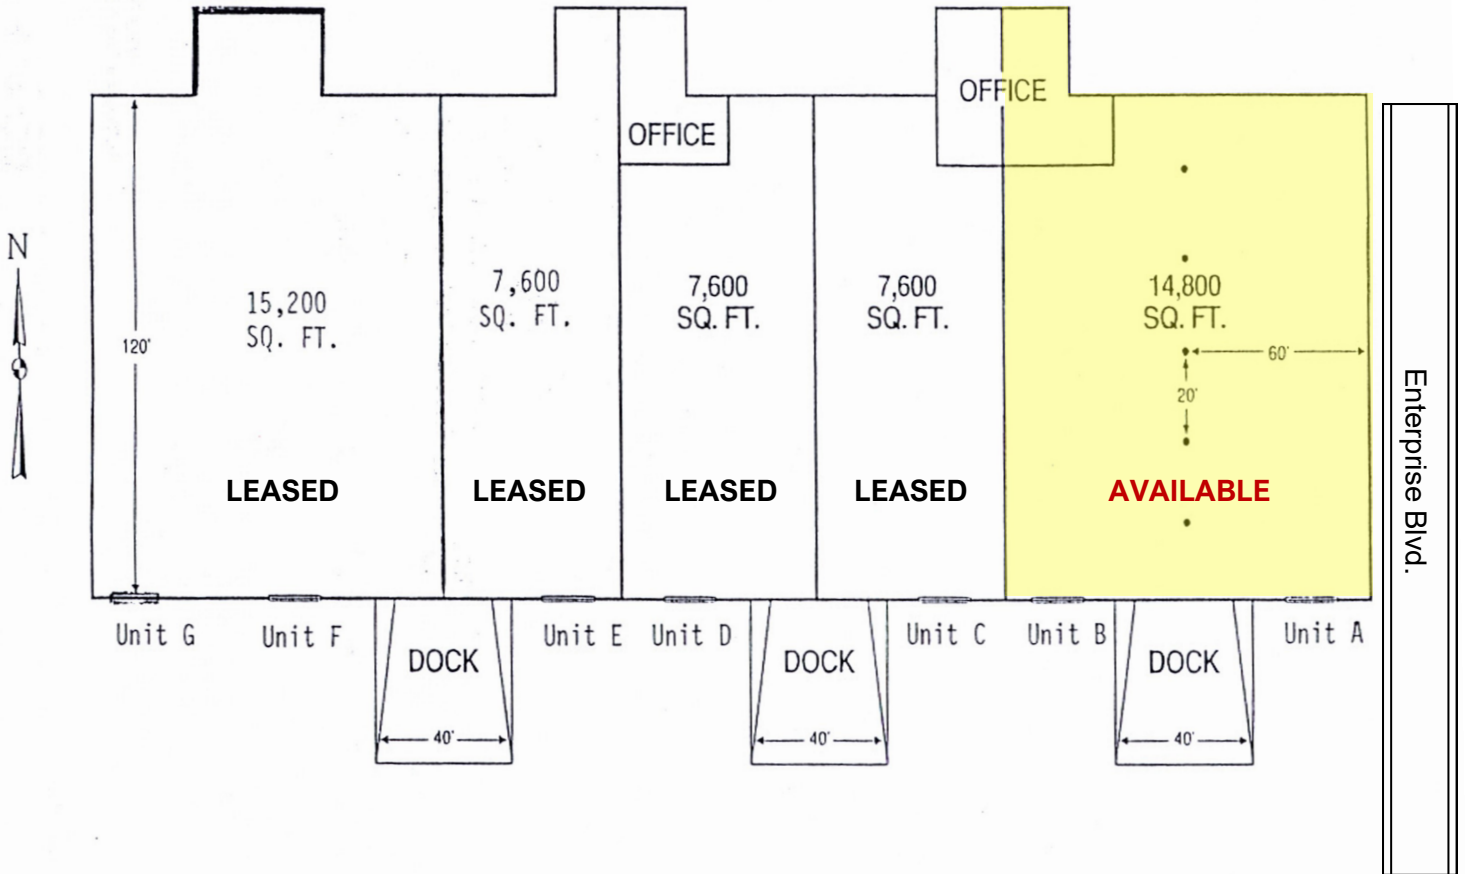 OFFICE
OFFICE
N
15,200
SQ. FT.
7,600
SQ. FT.
7,600
SQ. FT.
7,600
SQ. FT.
14,800
SQ. FT.
120'
60'
20'
LEASED
LEASED
LEASED
LEASED
AVAILABLE
Enterprise Blvd.
Unit G
Unit F
Unit E
Unit D
Unit C
Unit B
Unit A
DOCK
DOCK
DOCK
40'
40'
40'